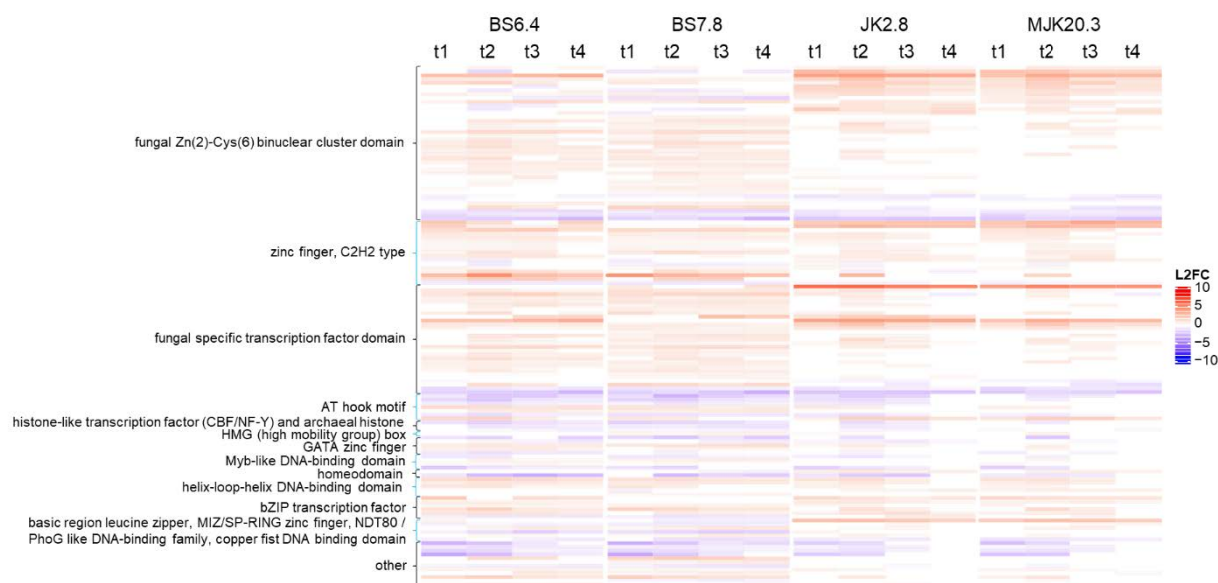 BS6.4 BS7.8 JK2.8 MJK20.3
t1 t2 t3 t4 t1 t2 t3 t4 t1 t2 t3 t4 t1 t2 t3 t4
fungal Zn(2)-Cys(6) binuclear cluster domain
zinc finger, C2H2 type
fungal specific transcription factor domain
AT hook motif
histone-like transcription factor (CBF/NF-Y) and archaeal histone
HMG (high mobility group) box
GATA zinc finger
Myb-like DNA-binding domain
homeodomain
helix-loop-helix DNA-binding domain
bZIP transcription factor
basic region leucine zipper, MIZ/SP-RING zinc finger, NDT80 /
PhoG like DNA-binding family, copper fist DNA binding domain
other
L2FC
10
5
0
−5
−10